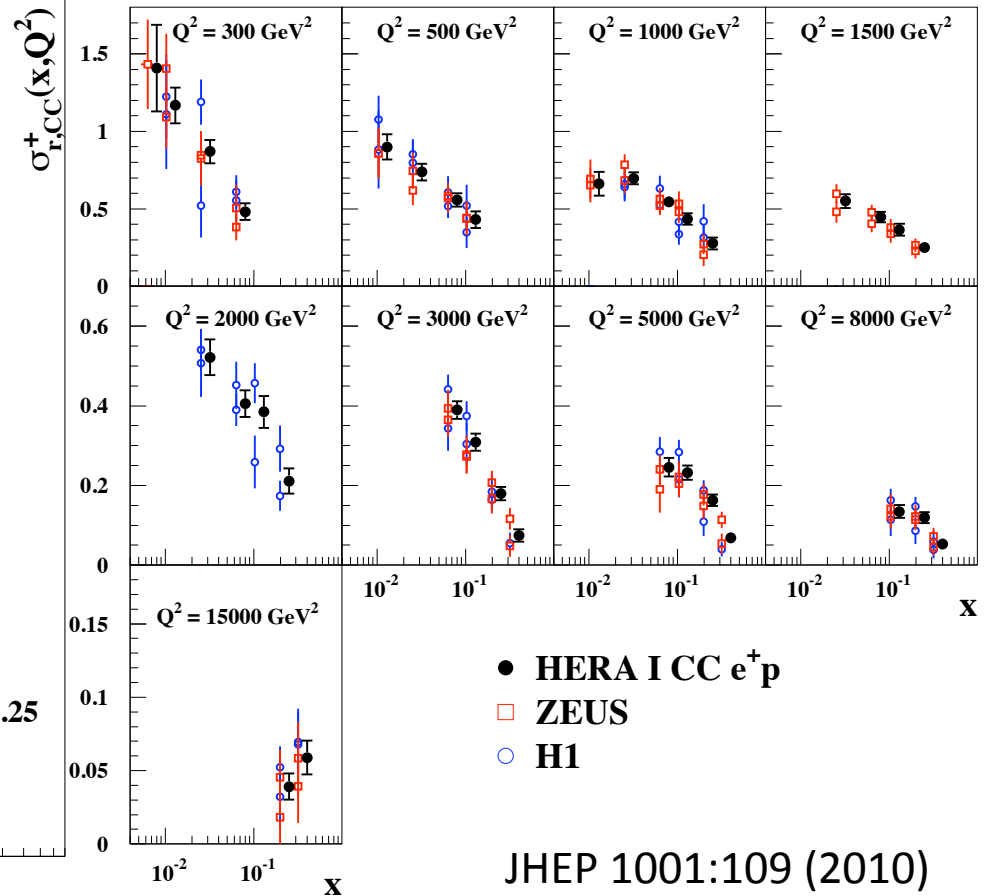 σ⁺r,CC(x,Q²)
Q² = 300 GeV²
Q² = 500 GeV²
Q² = 1000 GeV²
Q² = 1500 GeV²
1.5
1
0.5
0
Q² = 2000 GeV²
Q² = 3000 GeV²
Q² = 5000 GeV²
Q² = 8000 GeV²
0.6
0.4
0.2
0
10⁻² 10⁻¹
10⁻² 10⁻¹
10⁻² 10⁻¹
x
Q² = 15000 GeV²
0.15
0.1
0.05
0
10⁻² 10⁻¹
x
.25
HERA I CC e⁺p
ZEUS
H1
JHEP 1001:109 (2010)